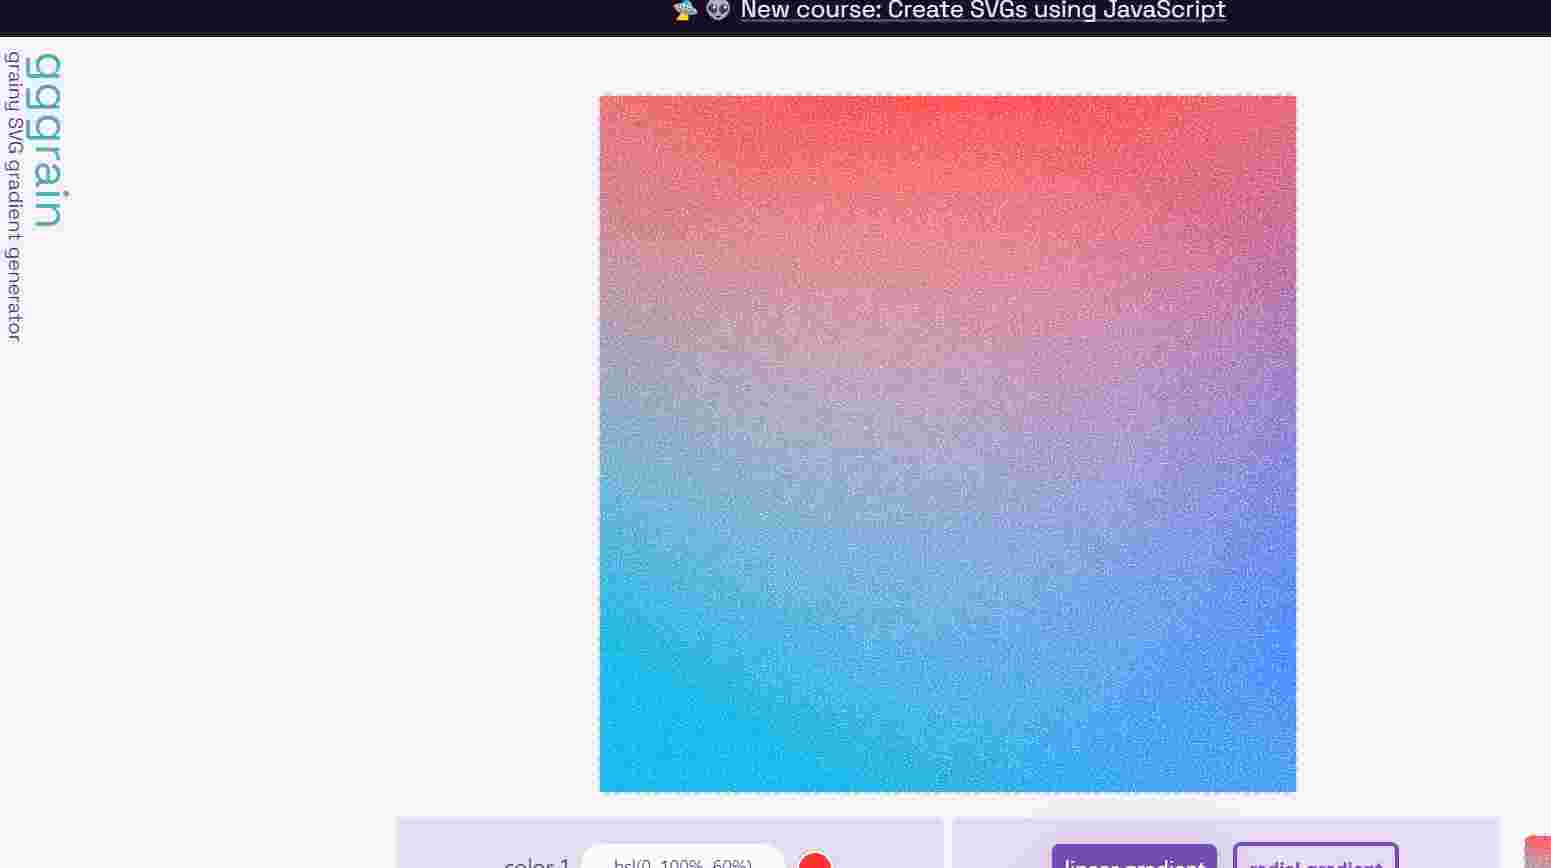 New course: Create SVGs using JavaScript
gggrain
grainy SVG gradient generator
color 1
hsl(0, 100%, 60%)
linear gradient
radial gradient